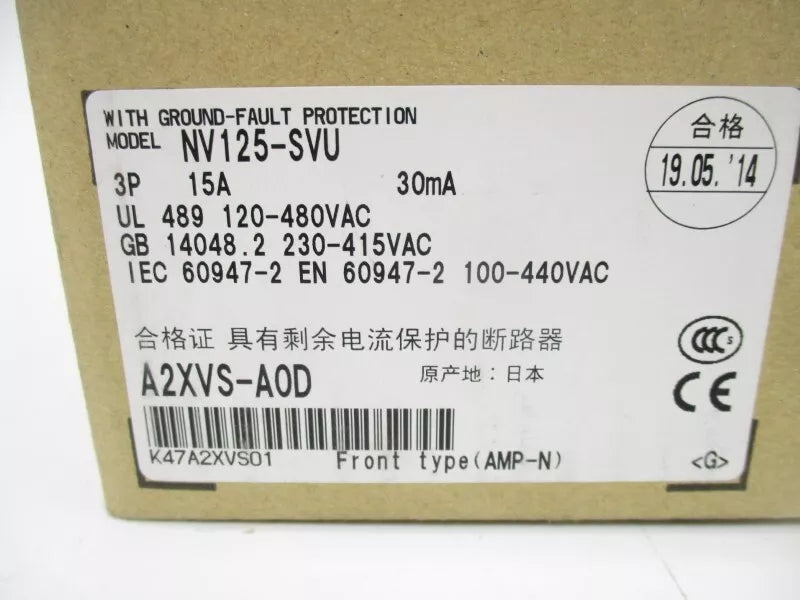 WITH GROUND-FAULT PROTECTION
MODEL NV125-SVU
3P 15A 30mA
合格
19.05.'14
UL 489 120-480VAC
GB 14048.2 230-415VAC
IEC 60947-2 EN 60947-2 100-440VAC
合格证 具有剩余电流保护的断路器
CCC S
A2XVS-A0D 原产地:日本
CE
K47A2XVS01 Front type(AMP-N) <G>